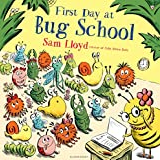 First Day at
Bug School
Sam Lloyd